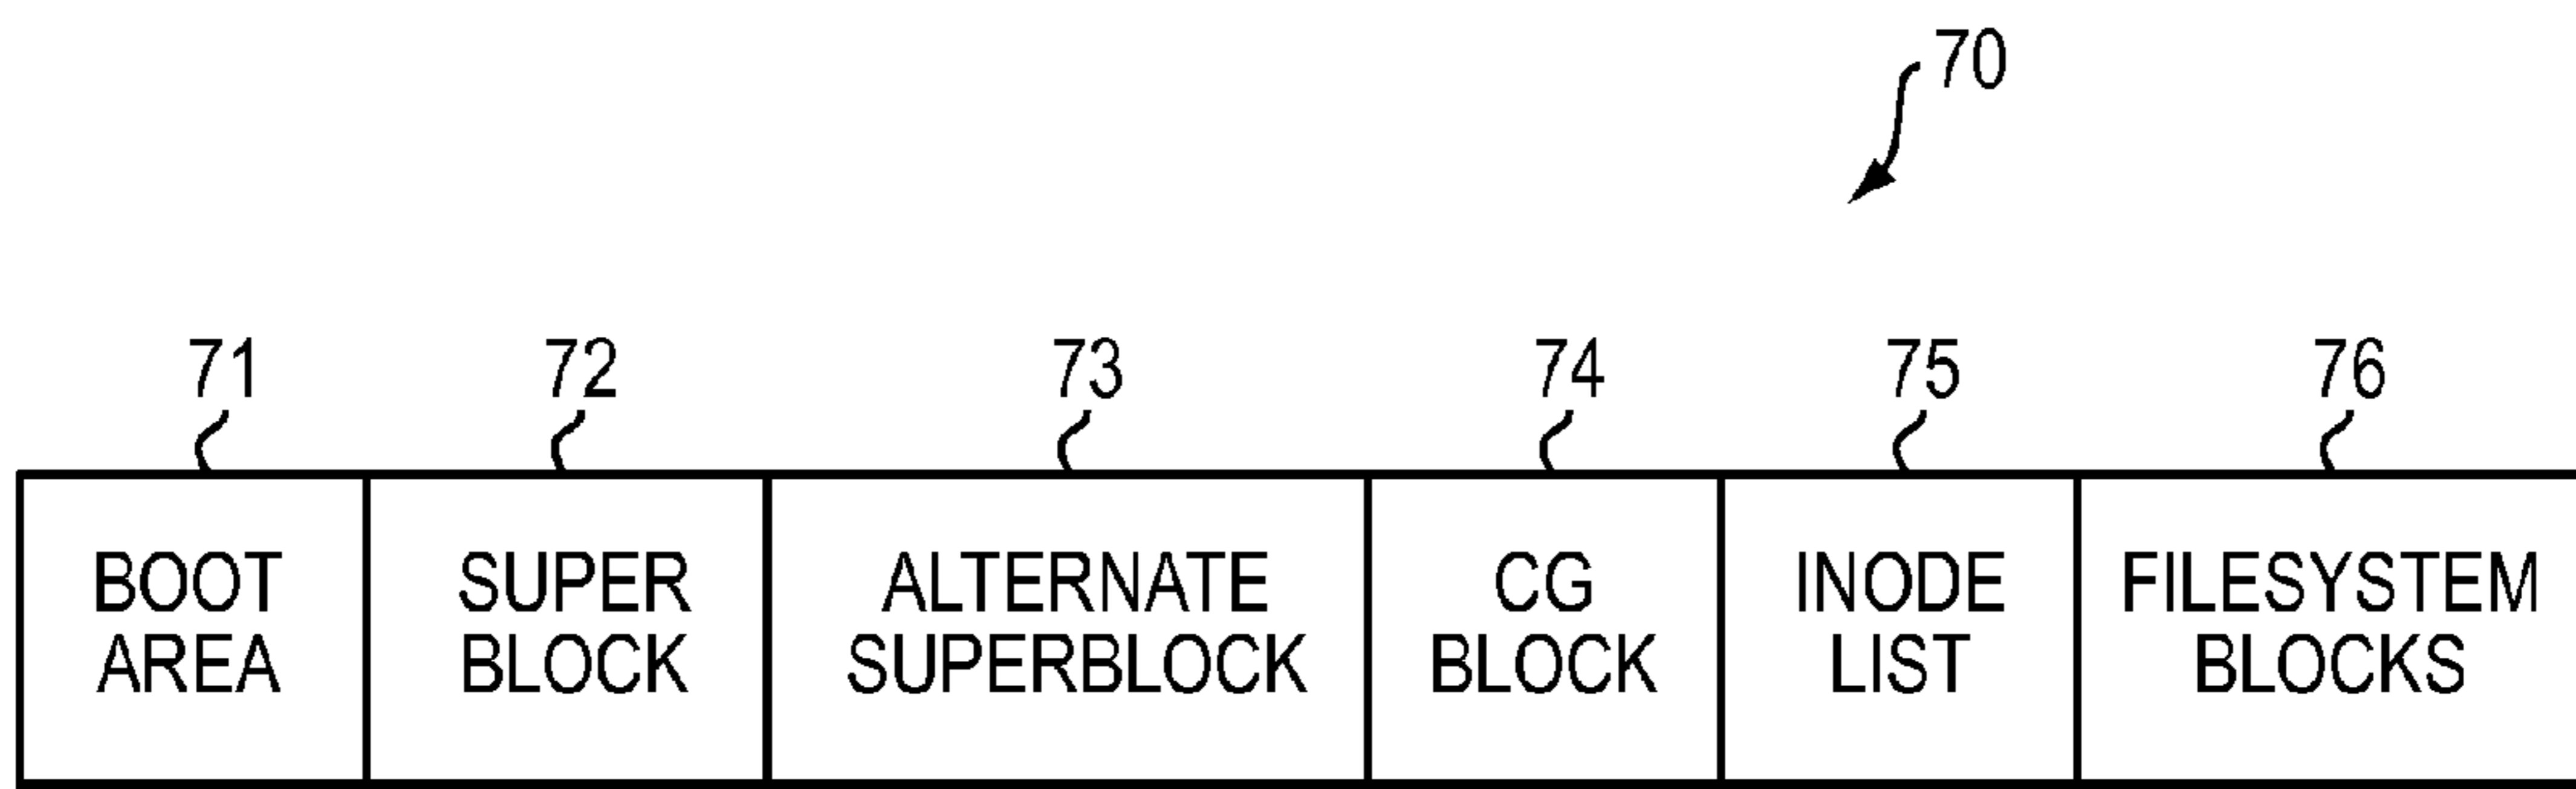 70
71 72 73 74 75 76
BOOT AREA
SUPER BLOCK
ALTERNATE SUPERBLOCK
CG BLOCK
INODE LIST
FILESYSTEM BLOCKS